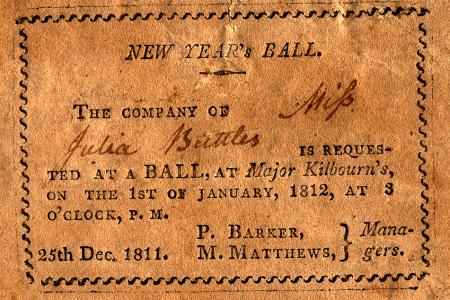 NEW YEAR's BALL.
THE COMPANY OF Miss
Julia Buttles IS REQUES-
TED AT A BALL, AT Major Kilbourn's,
ON THE 1ST OF JANUARY, 1812, AT 3
O'CLOCK, P. M.
P. BARKER, } Mana-
25th Dec. 1811. M. MATTHEWS, } gers.